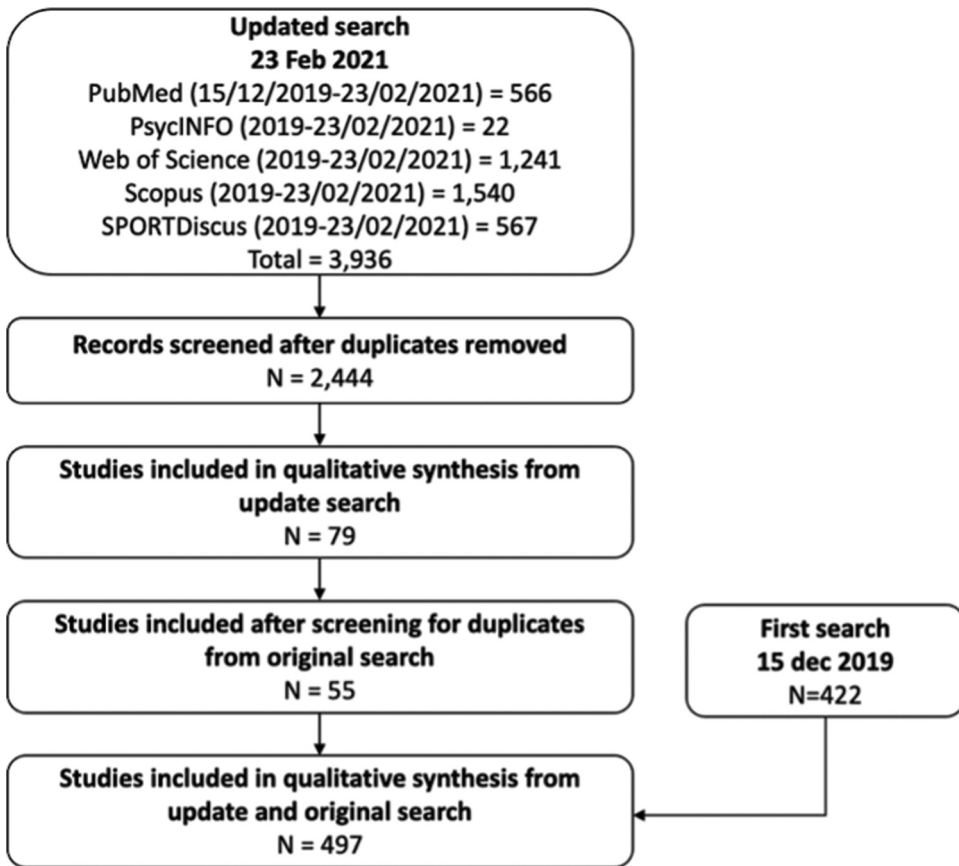 Updated search
23 Feb 2021
PubMed (15/12/2019-23/02/2021) = 566
PsycINFO (2019-23/02/2021) = 22
Web of Science (2019-23/02/2021) = 1,241
Scopus (2019-23/02/2021) = 1,540
SPORTDiscus (2019-23/02/2021) = 567
Total = 3,936
Records screened after duplicates removed
N = 2,444
Studies included in qualitative synthesis from
update search
N = 79
Studies included after screening for duplicates
from original search
N = 55
First search
15 dec 2019
N=422
Studies included in qualitative synthesis from
update and original search
N = 497